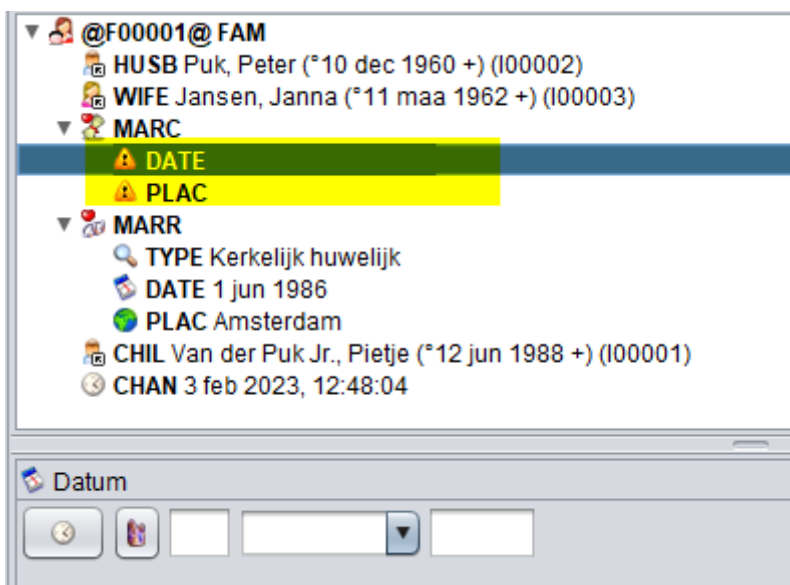 @F00001@ FAM
HUSB Puk, Peter (°10 dec 1960 +) (I00002)
WIFE Jansen, Janna (°11 maa 1962 +) (I00003)
MARC
DATE
PLAC
MARR
TYPE Kerkelijk huwelijk
DATE 1 jun 1986
PLAC Amsterdam
CHIL Van der Puk Jr., Pietje (°12 jun 1988 +) (I00001)
CHAN 3 feb 2023, 12:48:04
Datum